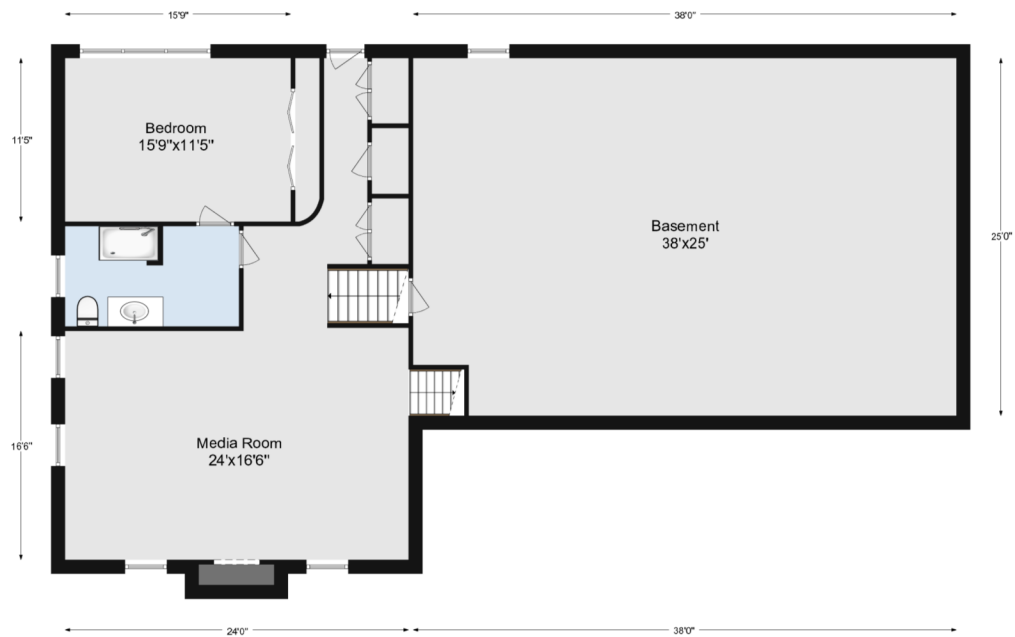 15'9"
38'0"
Bedroom
15'9"x11'5"
11'5"
Basement
38'x25'
25'0"
Media Room
24'x16'6"
16'6"
24'0"
38'0"